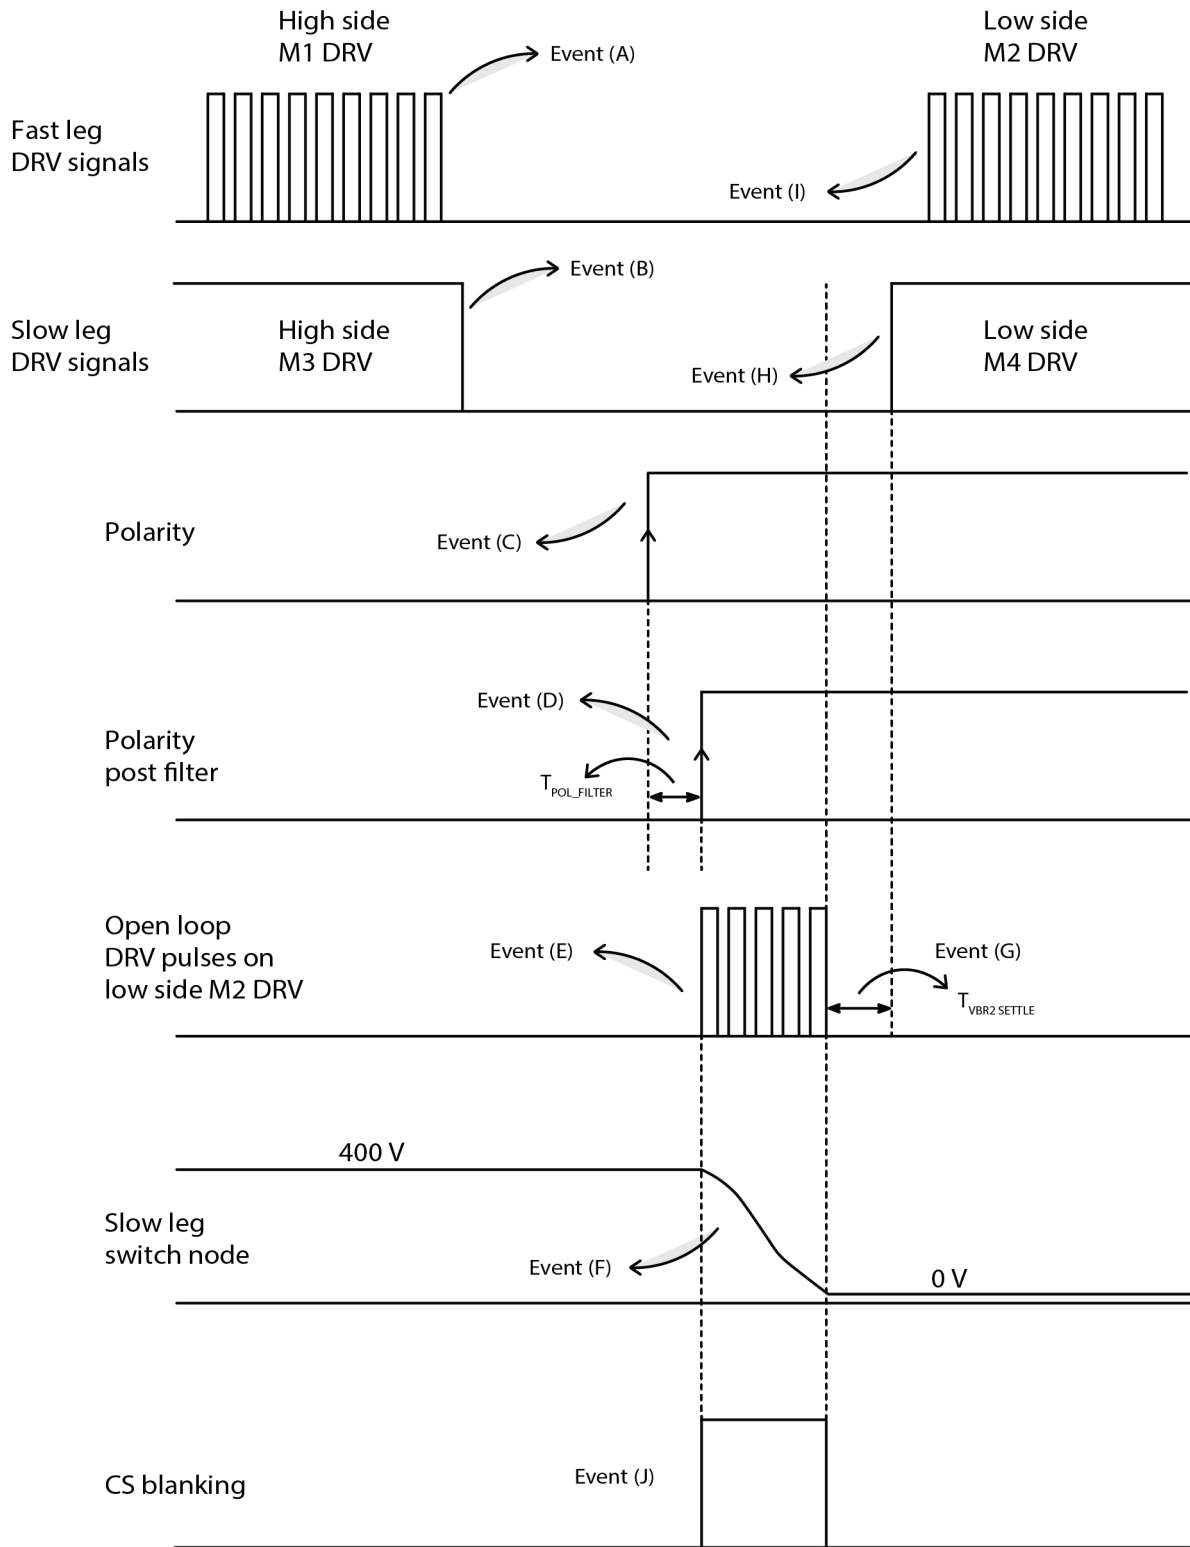 High side
M1 DRV
Low side
M2 DRV
Event (A)
Fast leg
DRV signals
Event (I)
Event (B)
Slow leg
DRV signals
High side
M3 DRV
Low side
M4 DRV
Event (H)
Polarity
Event (C)
Event (D)
Polarity
post filter
TPOL_FILTER
Open loop
DRV pulses on
low side M2 DRV
Event (E)
Event (G)
TVBR2 SETTLE
400 V
Slow leg
switch node
Event (F)
0 V
CS blanking
Event (J)